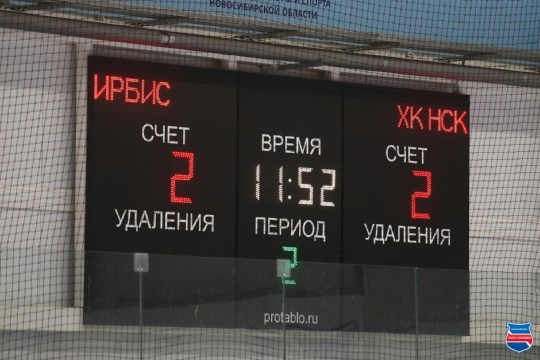 НОВОСИБИРСКОЙ ОБЛАСТИ
ИРБИС
ХК НСК
СЧЕТ
ВРЕМЯ
СЧЕТ
2
11:52
2
УДАЛЕНИЯ
ПЕРИОД
УДАЛЕНИЯ
2
protablo.ru